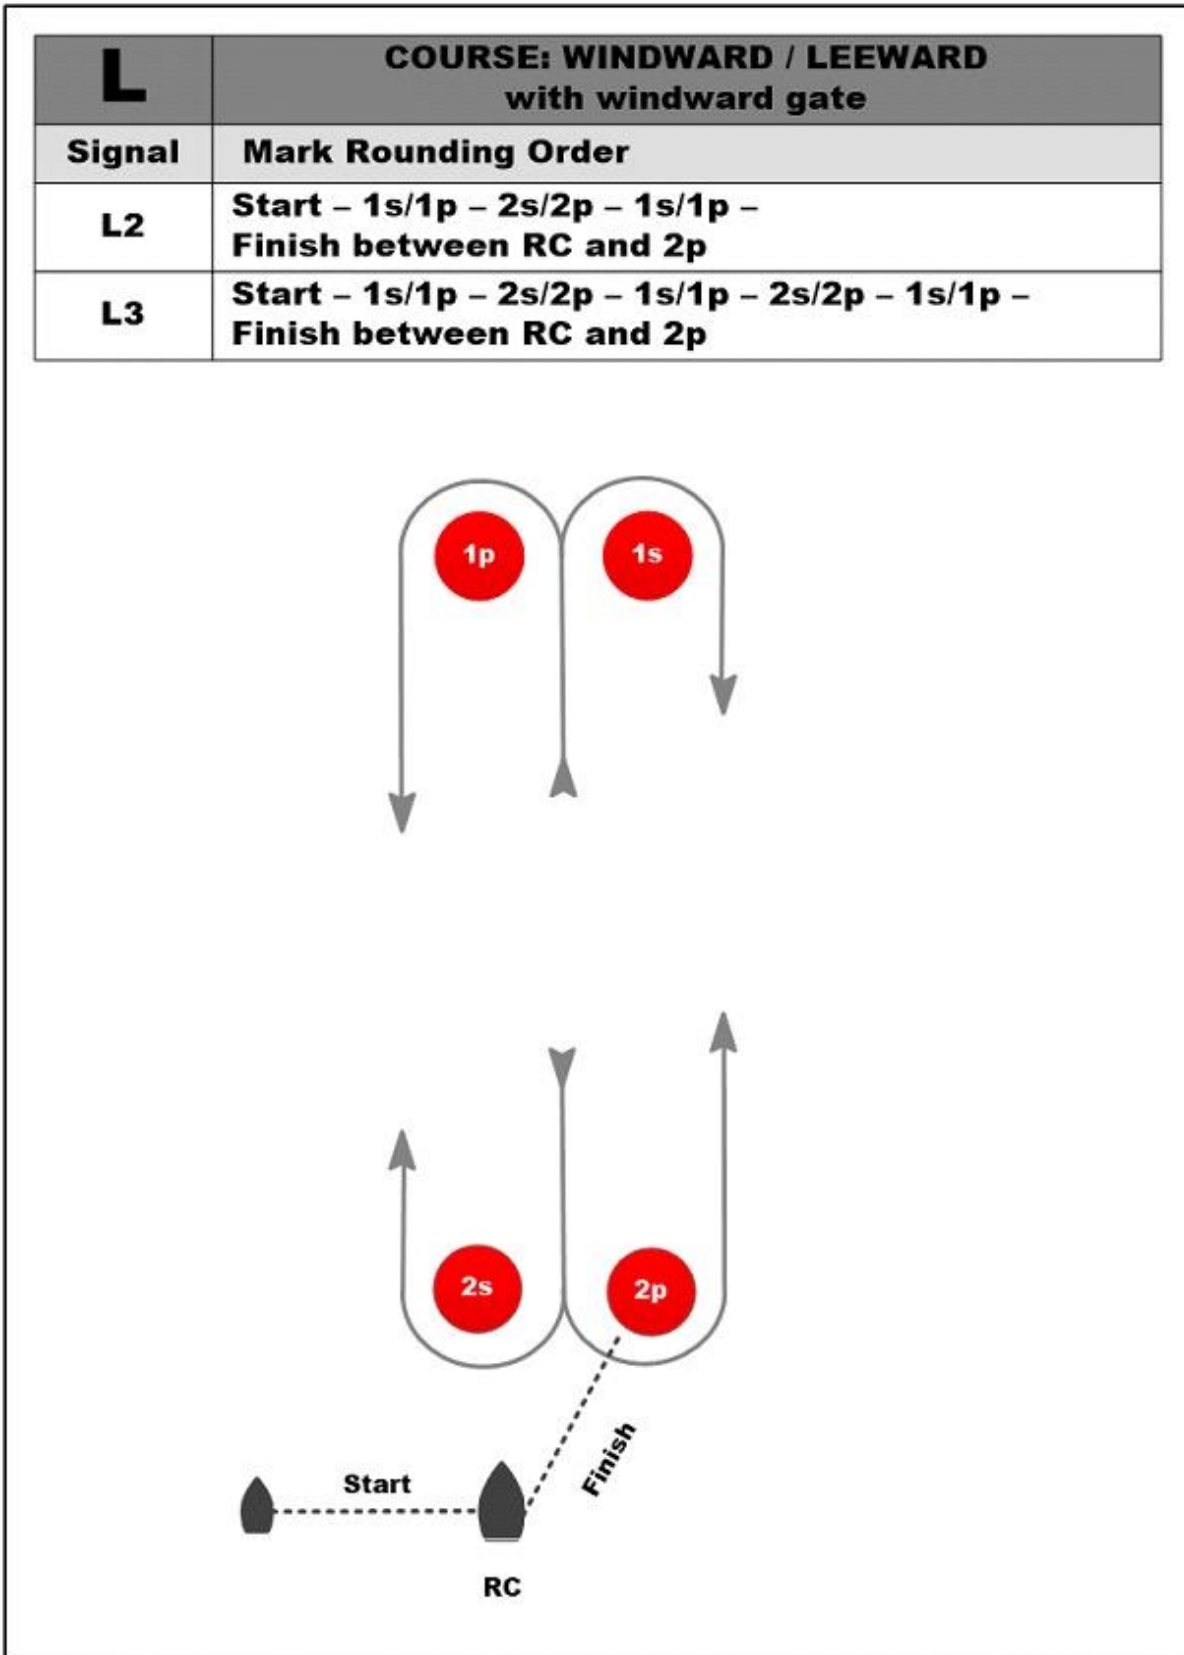 L
COURSE: WINDWARD / LEEWARD
with windward gate
Signal
Mark Rounding Order
L2
Start – 1s/1p – 2s/2p – 1s/1p –
Finish between RC and 2p
L3
Start – 1s/1p – 2s/2p – 1s/1p – 2s/2p – 1s/1p –
Finish between RC and 2p
1p
1s
2s
2p
Finish
Start
RC